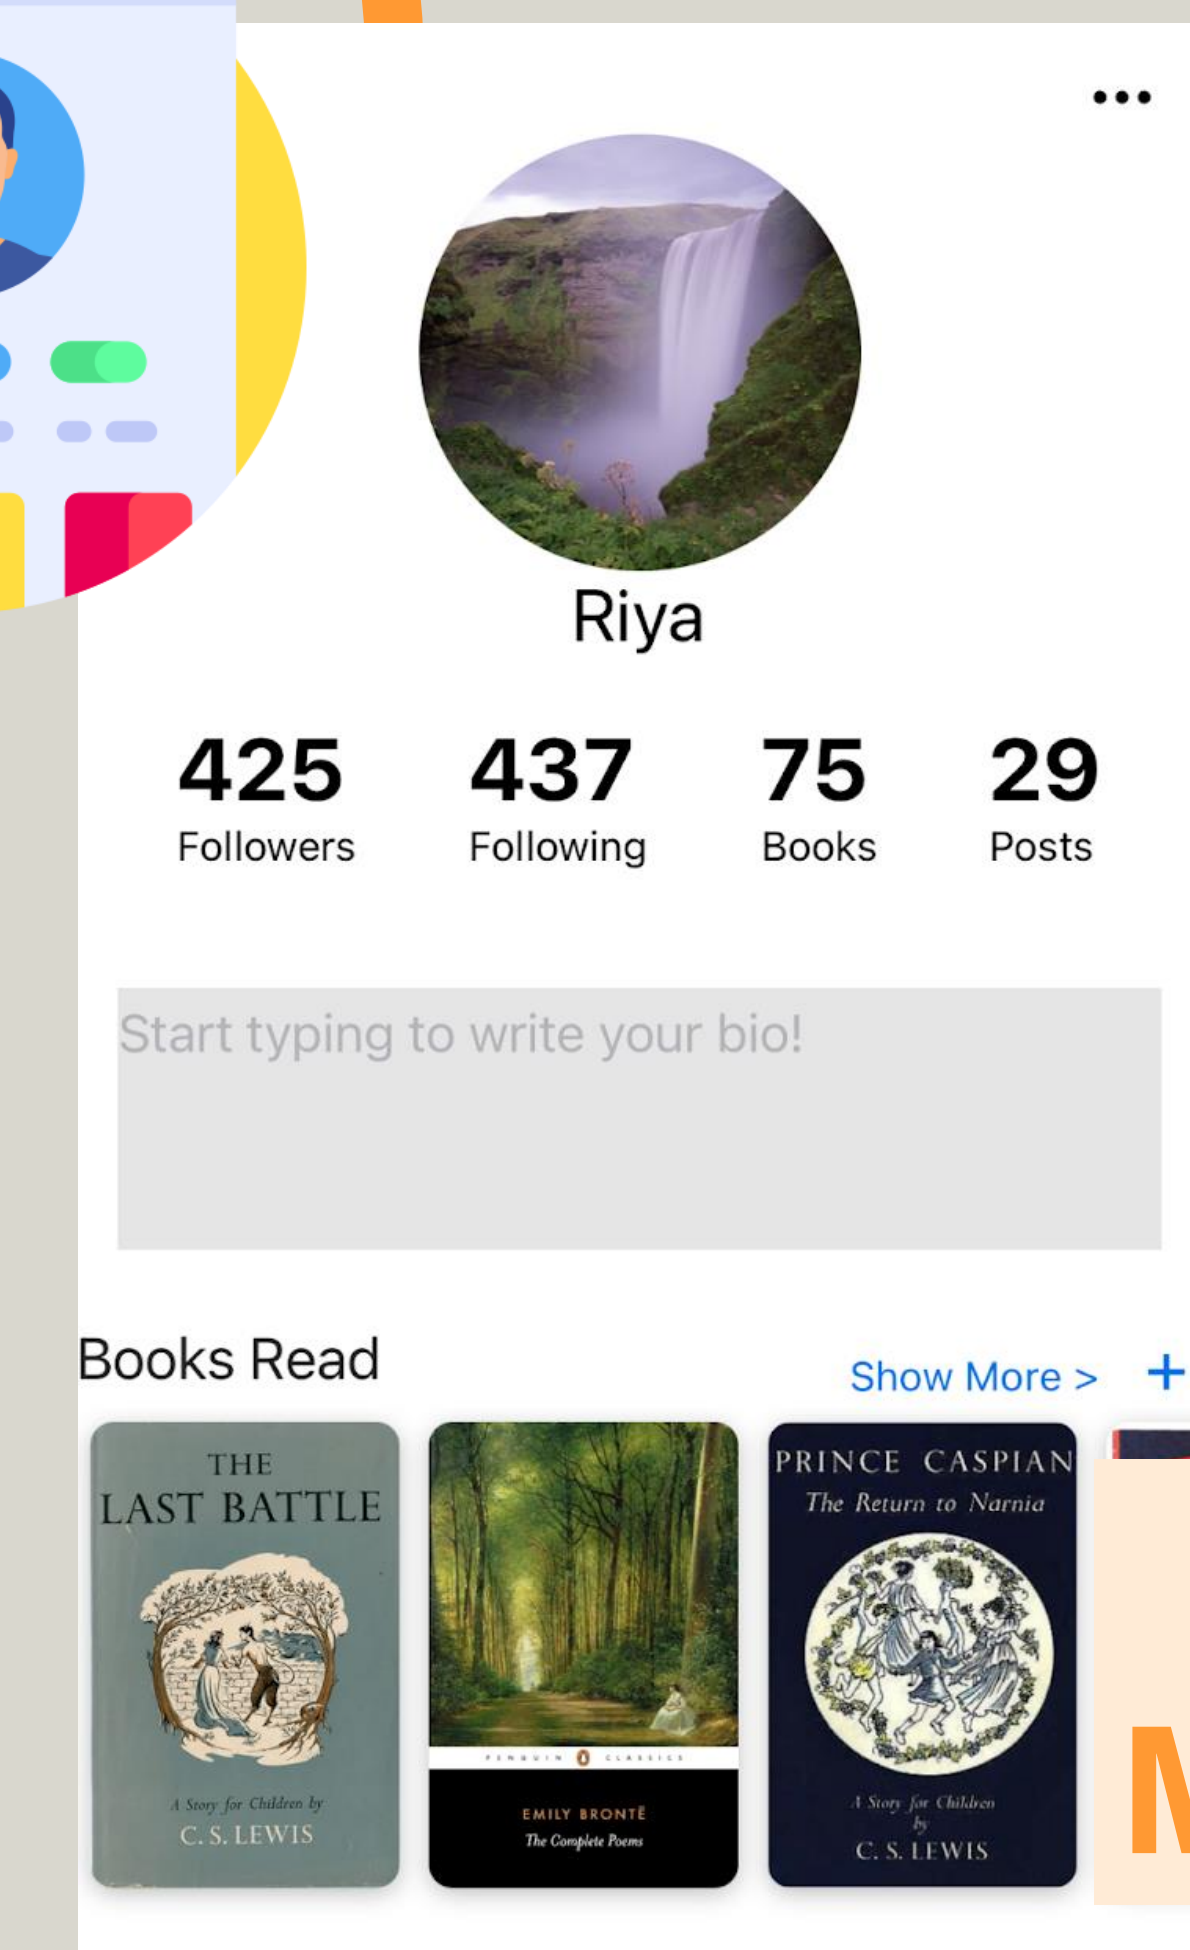 Riya
425 437 75 29
Followers Following Books Posts
Start typing to write your bio!
Books Read
Show More > +
THE
LAST BATTLE
A Story for Children by
C. S. LEWIS
PENGUIN CLASSICS
EMILY BRONTË
The Complete Poems
PRINCE CASPIAN
The Return to Narnia
A Story for Children
by
C. S. LEWIS
M